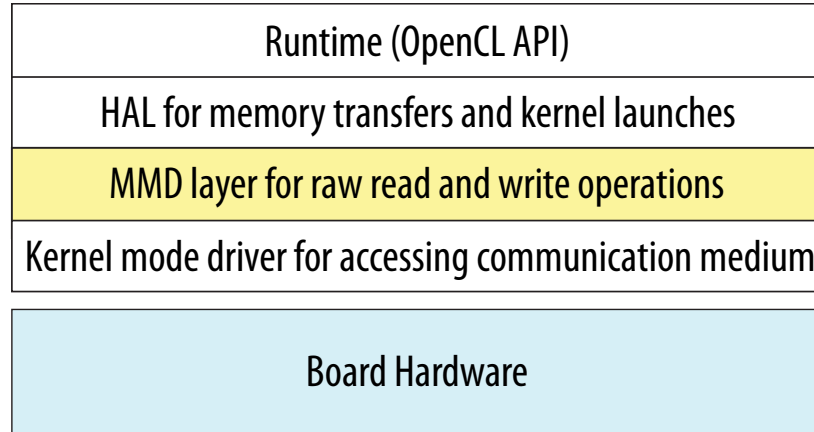 Runtime (OpenCL API)
HAL for memory transfers and kernel launches
MMD layer for raw read and write operations
Kernel mode driver for accessing communication medium
Board Hardware